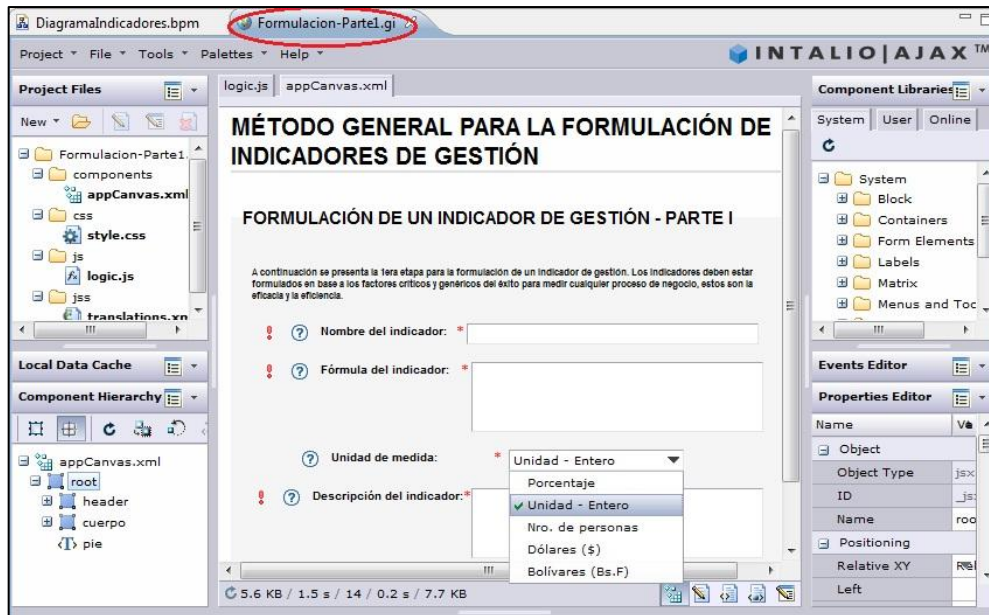 DiagramaIndicadores.bpm
Formulacion-Parte1.gi
Project File Tools Palettes Help
INTALIO|AJAX™
Project Files
New
Formulacion-Parte1.
components
appCanvas.xml
css
style.css
js
logic.js
jss
translations.xn
Local Data Cache
Component Hierarchy
appCanvas.xml
root
header
cuerpo
pie
logic.js appCanvas.xml
MÉTODO GENERAL PARA LA FORMULACIÓN DE
INDICADORES DE GESTIÓN
FORMULACIÓN DE UN INDICADOR DE GESTIÓN - PARTE I
A continuación se presenta la 1era etapa para la formulación de un indicador de gestión. Los indicadores deben estar
formulados en base a los factores críticos y genéricos del éxito para medir cualquier proceso de negocio, estos son la
eficacia y la eficiencia.
Nombre del indicador: *
Fórmula del indicador: *
Unidad de medida: * Unidad - Entero
Porcentaje
Unidad - Entero
Nro. de personas
Dólares ($)
Bolívares (Bs.F)
Descripción del indicador:*
5.6 KB / 1.5 s / 14 / 0.2 s / 7.7 KB
Component Libraries
System User Online
System
Block
Containers
Form Elements
Labels
Matrix
Menus and Toc
Events Editor
Properties Editor
Name
Object
Object Type jsx
ID _jsx
Name roo
Positioning
Relative XY
Left